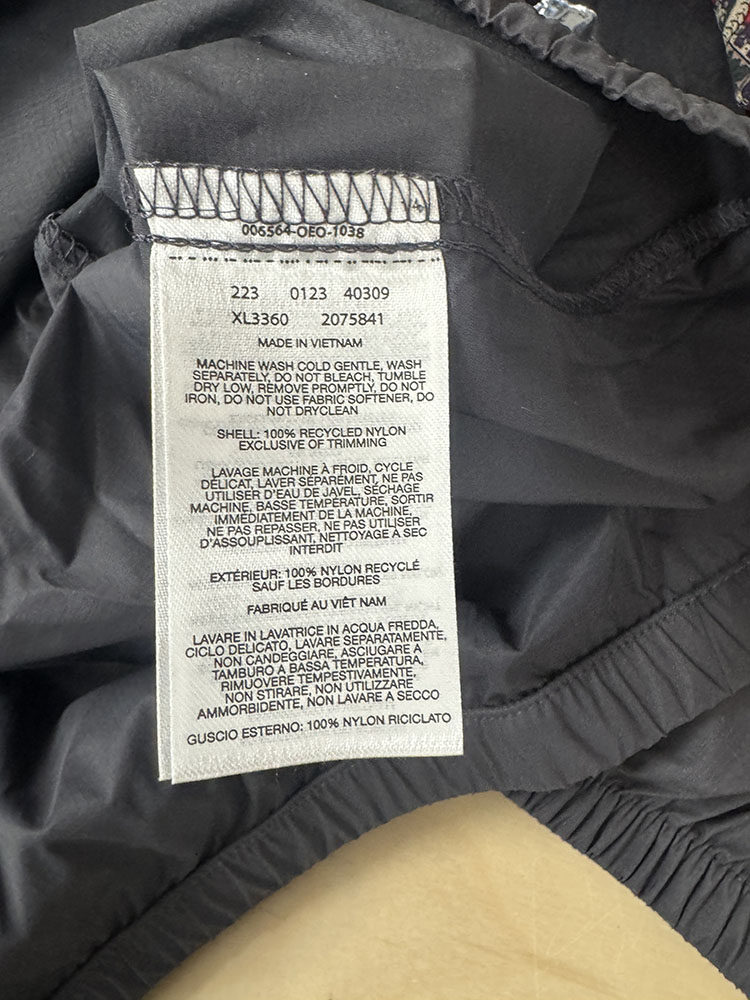 006564-OEO-1038
223 0123 40309
XL3360 2075841
MADE IN VIETNAM
MACHINE WASH COLD GENTLE, WASH
SEPARATELY, DO NOT BLEACH, TUMBLE
DRY LOW, REMOVE PROMPTLY, DO NOT
IRON, DO NOT USE FABRIC SOFTENER, DO
NOT DRYCLEAN
SHELL: 100% RECYCLED NYLON
EXCLUSIVE OF TRIMMING
LAVAGE MACHINE À FROID, CYCLE
DÉLICAT, LAVER SÉPARÉMENT, NE PAS
UTILISER D'EAU DE JAVEL, SÉCHAGE
MACHINE, BASSE TEMPÉRATURE, SORTIR
IMMÉDIATEMENT DE LA MACHINE,
NE PAS REPASSER, NE PAS UTILISER
D'ASSOUPLISSANT, NETTOYAGE À SEC
INTERDIT
EXTÉRIEUR: 100% NYLON RECYCLÉ
SAUF LES BORDURES
FABRIQUÉ AU VIÊT NAM
LAVARE IN LAVATRICE IN ACQUA FREDDA,
CICLO DELICATO, LAVARE SEPARATAMENTE,
NON CANDEGGIARE, ASCIUGARE A
TAMBURO A BASSA TEMPERATURA,
RIMUOVERE TEMPESTIVAMENTE,
NON STIRARE, NON UTILIZZARE
AMMORBIDENTE, NON LAVARE A SECCO
GUSCIO ESTERNO: 100% NYLON RICICLATO